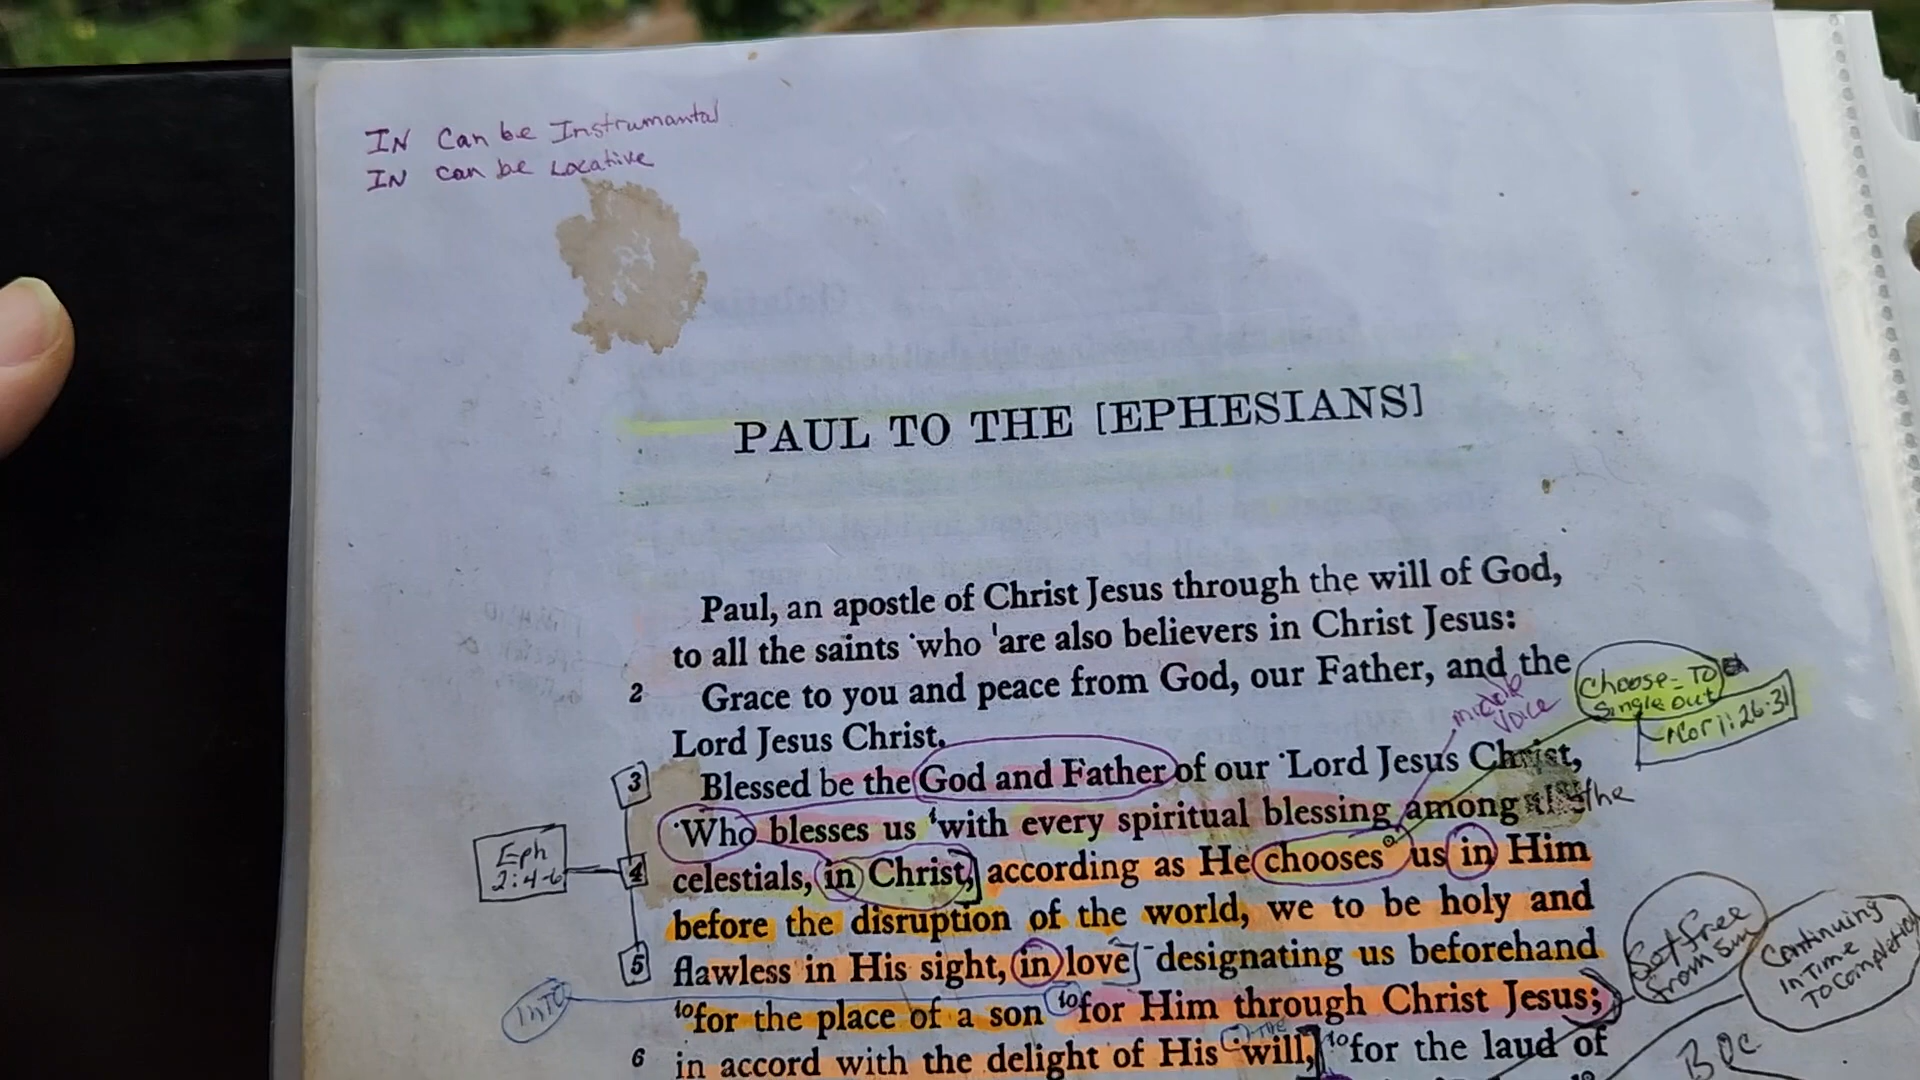 IN Can be Instrumantal
IN can be Locative
PAUL TO THE [EPHESIANS]
Paul, an apostle of Christ Jesus through the will of God,
to all the saints ·who 'are also believers in Christ Jesus:
2 Grace to you and peace from God, our Father, and the
Lord Jesus Christ.
middle
Voice
Choose - To
Single out
1 Cor 1:26-31
3 Blessed be the God and Father of our ·Lord Jesus Christ,
·Who blesses us 'with every spiritual blessing among the
Eph
2:4-6
4 celestials, in Christ, according as He chooses° us in Him
before the disruption of the world, we to be holy and
5 flawless in His sight, in love, ⁻designating us beforehand
Set free
from Sin
Continuing
In Time
To Completion
INTO
ᵗᵒfor the place of a son ᵗᵒfor Him through Christ Jesus;
the
6 in accord with the delight of His ·will, ᵗᵒfor the laud of